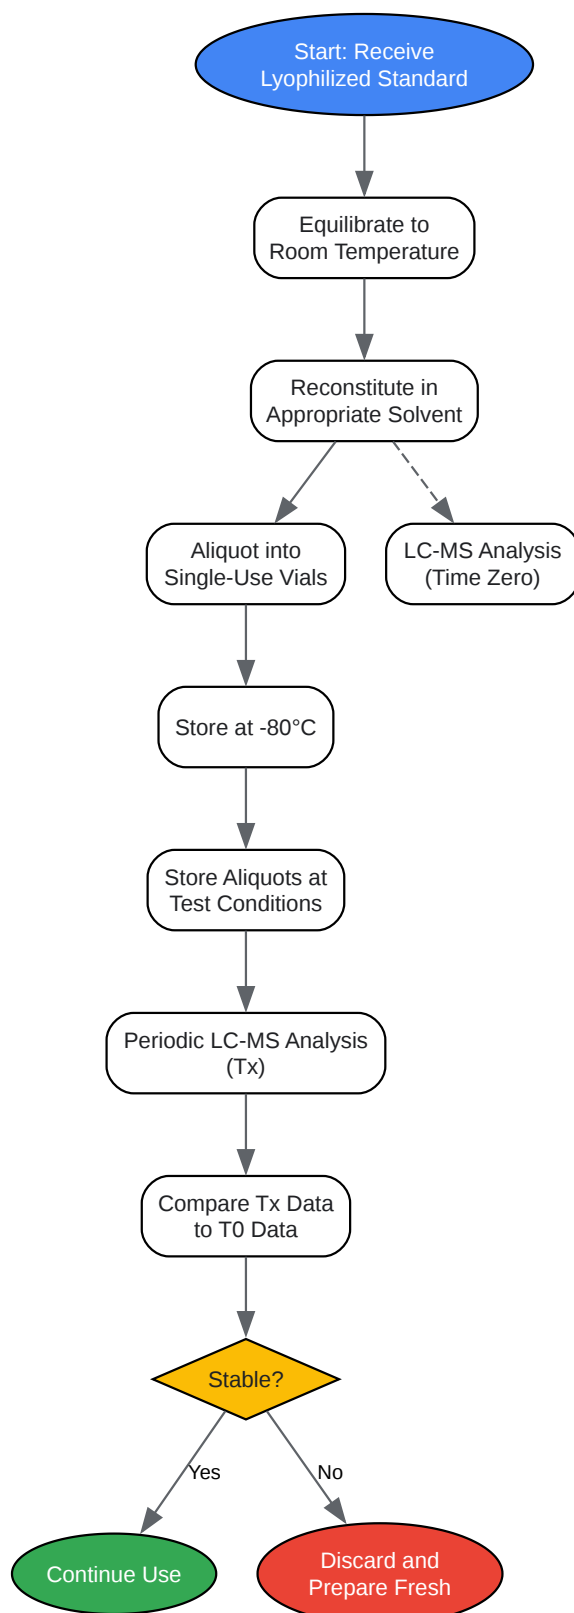 Start: Receive
Lyophilized Standard
Equilibrate to
Room Temperature
Reconstitute in
Appropriate Solvent
Aliquot into
Single-Use Vials
LC-MS Analysis
(Time Zero)
Store at -80°C
Store Aliquots at
Test Conditions
Periodic LC-MS Analysis
(Tx)
Compare Tx Data
to T0 Data
Stable?
Yes
No
Continue Use
Discard and
Prepare Fresh